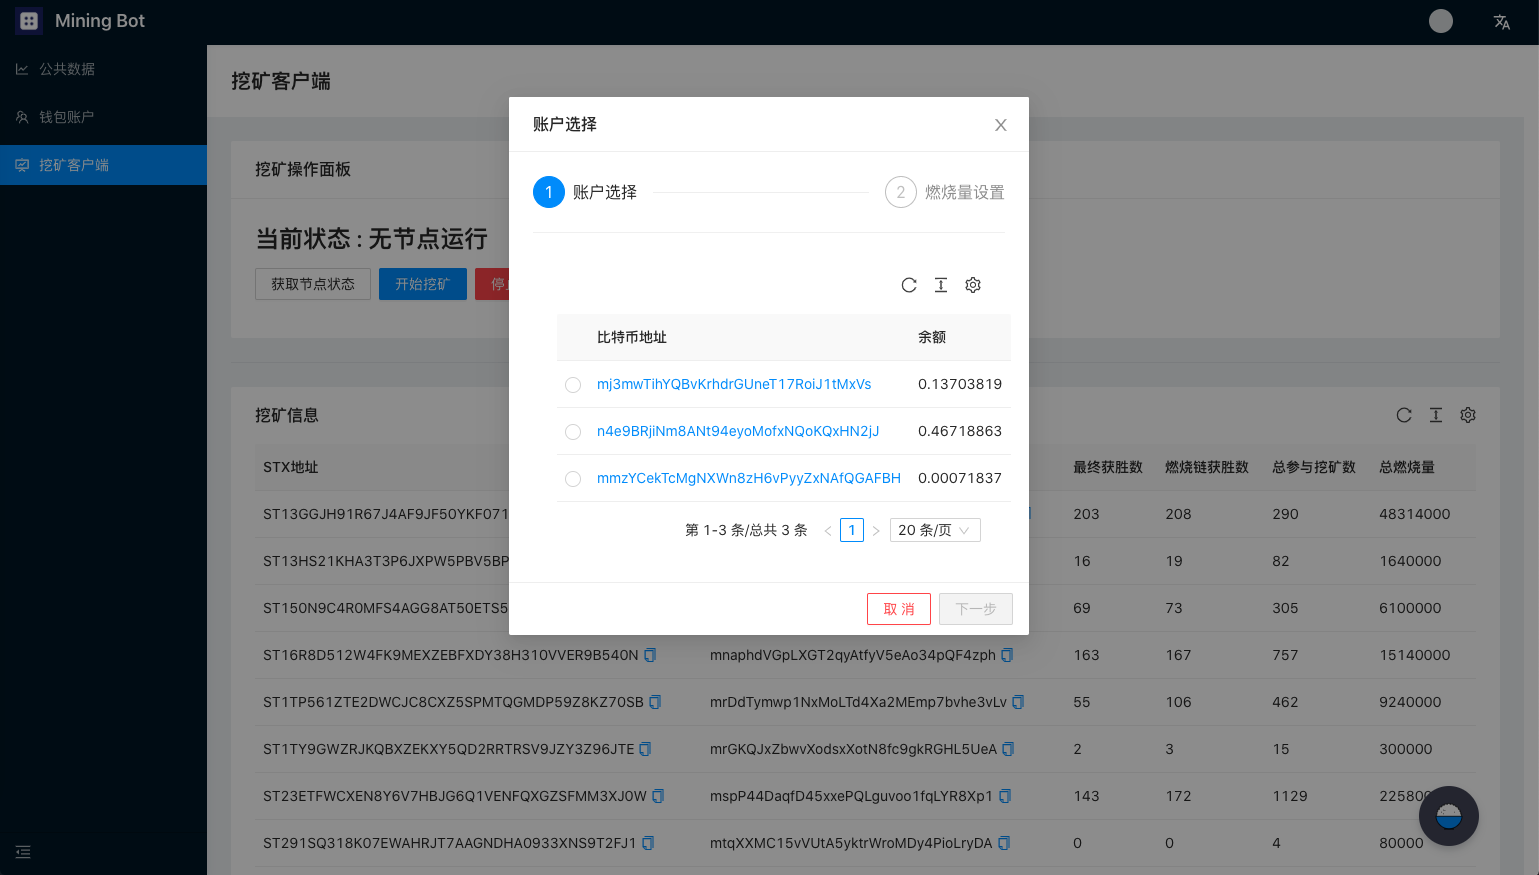 Mining Bot
公共数据
钱包账户
挖矿客户端
挖矿客户端
挖矿操作面板
当前状态 : 无节点运行
获取节点状态 开始挖矿
账户选择
1 账户选择 2 燃烧量设置
比特币地址 余额
mj3mwTihYQBvKrhdrGUneT17RoiJ1tMxVs 0.13703819
n4e9BRjiNm8ANt94eyoMofxNQoKQxHN2jJ 0.46718863
mmzYCekTcMgNXWn8zH6vPyyZxNAfQGAFBH 0.00071837
第 1-3 条/总共 3 条 < 1 > 20 条/页
取 消 下一步
挖矿信息
STX地址 最终获胜数 燃烧链获胜数 总参与挖矿数 总燃烧量
ST13GGJH91R67J4AF9JF50YKF071 203 208 290 48314000
ST13HS21KHA3T3P6JXPW5PBV5BP 16 19 82 1640000
ST150N9C4R0MFS4AGG8AT50ETS5 69 73 305 6100000
ST16R8D512W4FK9MEXZEBFXDY38H310VVER9B540N mnaphdVGpLXGT2qyAtfyV5eAo34pQF4zph 163 167 757 15140000
ST1TP561ZTE2DWCJC8CXZ5SPMTQGMDP59Z8KZ70SB mrDdTymwp1NxMoLTd4Xa2MEmp7bvhe3vLv 55 106 462 9240000
ST1TY9GWZRJKQBXZEKXY5QD2RRTRSV9JZY3Z96JTE mrGKQJxZbwvXodsxXotN8fc9gkRGHL5UeA 2 3 15 300000
ST23ETFWCXEN8Y6V7HBJG6Q1VENFQXGZSFMM3XJ0W mspP44DaqfD45xxePQLguvoo1fqLYR8Xp1 143 172 1129
ST291SQ318K07EWAHRJT7AAGNDHA0933XNS9T2FJ1 mtqXXMC15vVUtA5yktrWroMDy4PioLryDA 0 0 4 80000